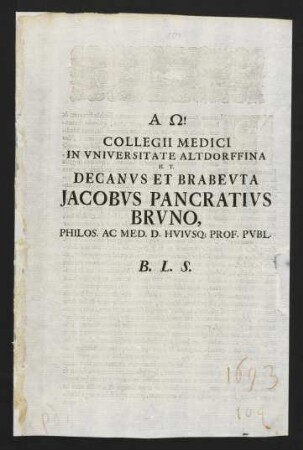 Α Ω!
COLLEGII MEDICI
IN VNIVERSITATE ALTDORFFINA
H. T.
DECANVS ET BRABEVTA
JACOBVS PANCRATIVS
BRVNO,
PHILOS. AC MED. D. HVIVSQ; PROF. PVBL.
B. L. S.
1693